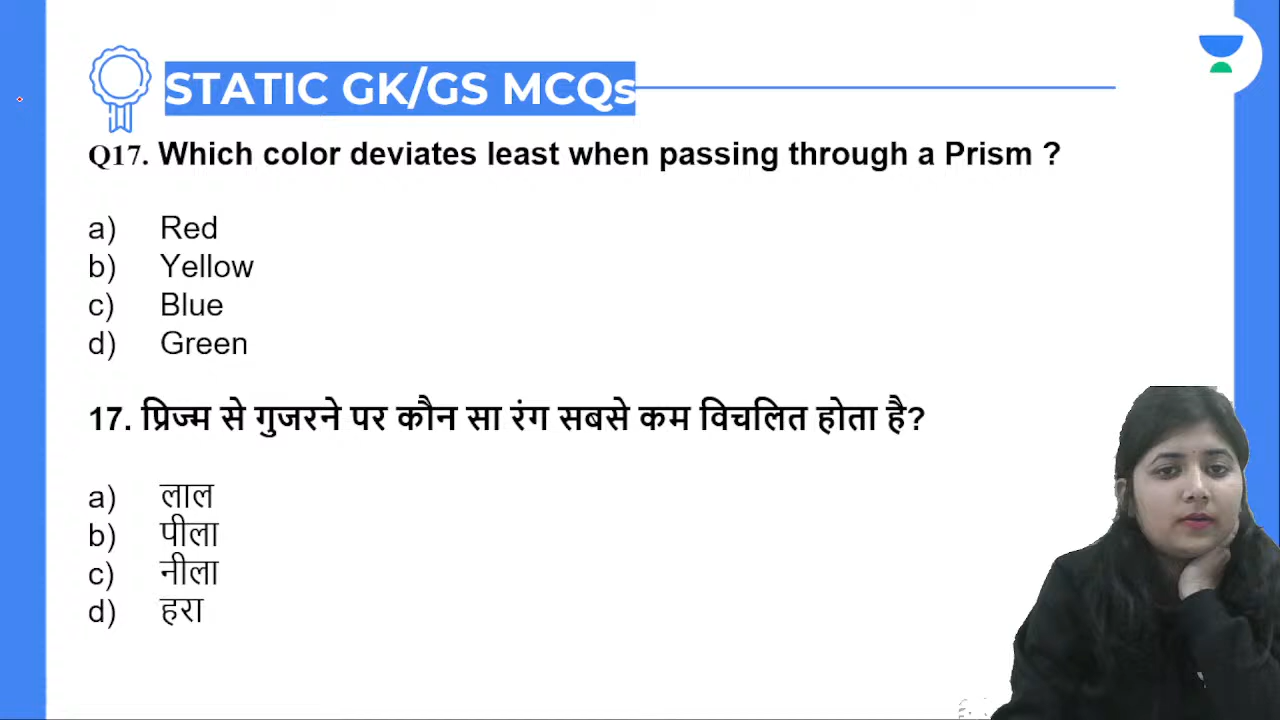 STATIC GK/GS MCQs
Q17. Which color deviates least when passing through a Prism ?
a) Red
b) Yellow
c) Blue
d) Green
17. प्रिज्म से गुजरने पर कौन सा रंग सबसे कम विचलित होता है?
a) लाल
b) पीला
c) नीला
d) हरा